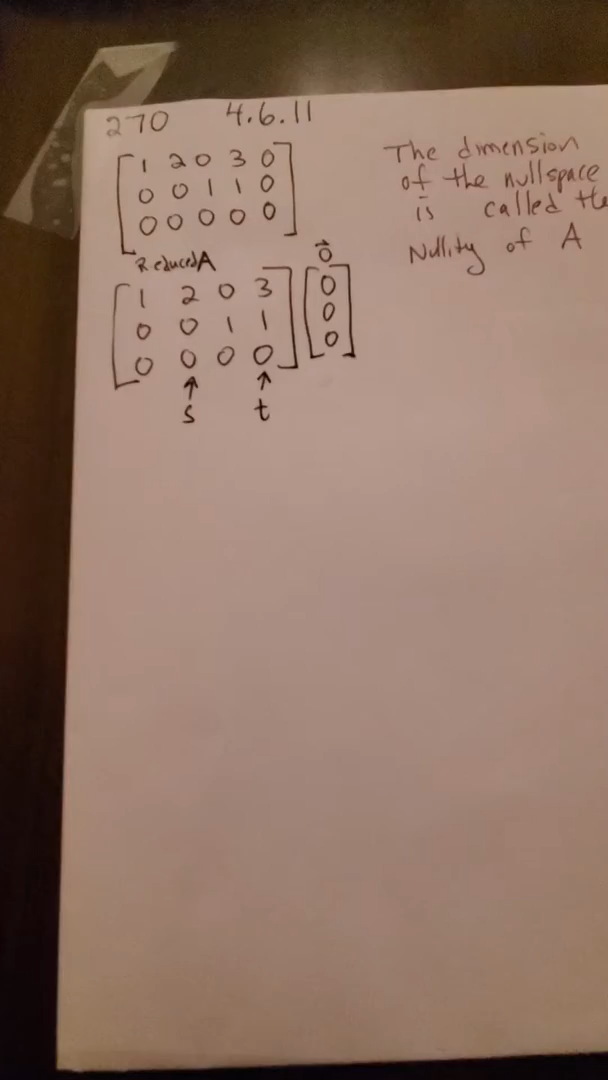 270 4.6.11
1 2 0 3 0
0 0 1 1 0
0 0 0 0 0
The dimension
of the nullspace
is called the
Nullity of A
Reduced A
1 2 0 3
0 0 1 1
0 0 0 0
↑ ↑
s t
0⃗
0
0
0